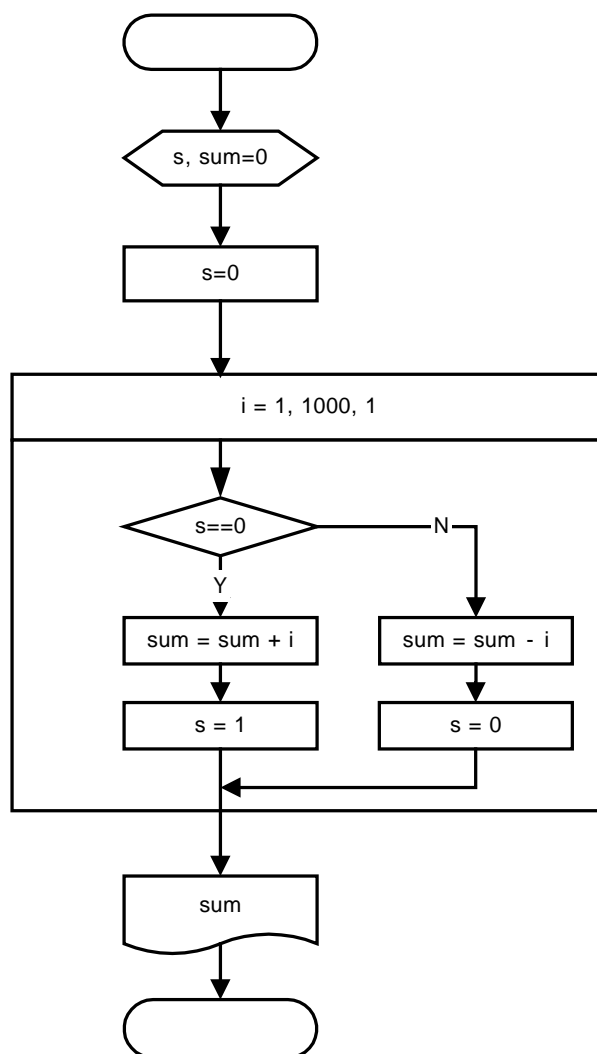 s, sum=0
s=0
i = 1, 1000, 1
s==0
N
Y
sum = sum + i
sum = sum - i
s = 1
s = 0
sum